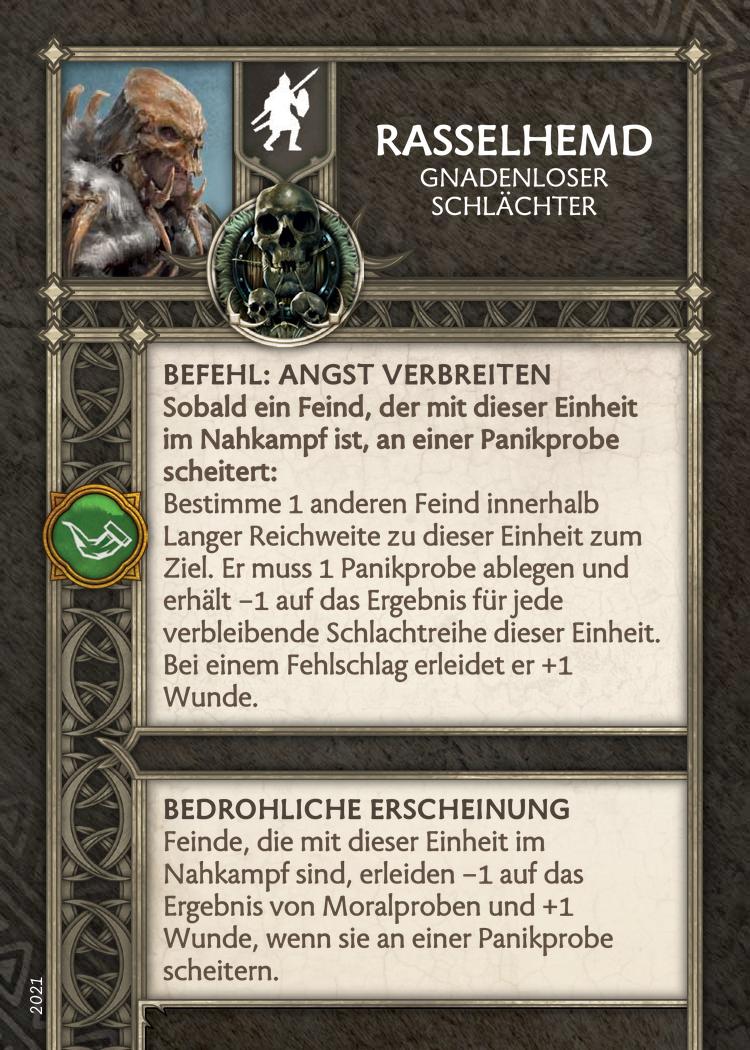 RASSELHEMD
GNADENLOSER
SCHLÄCHTER
BEFEHL: ANGST VERBREITEN
Sobald ein Feind, der mit dieser Einheit
im Nahkampf ist, an einer Panikprobe
scheitert:
Bestimme 1 anderen Feind innerhalb
Langer Reichweite zu dieser Einheit zum
Ziel. Er muss 1 Panikprobe ablegen und
erhält –1 auf das Ergebnis für jede
verbleibende Schlachtreihe dieser Einheit.
Bei einem Fehlschlag erleidet er +1
Wunde.
BEDROHLICHE ERSCHEINUNG
Feinde, die mit dieser Einheit im
Nahkampf sind, erleiden –1 auf das
Ergebnis von Moralproben und +1
Wunde, wenn sie an einer Panikprobe
scheitern.
2021